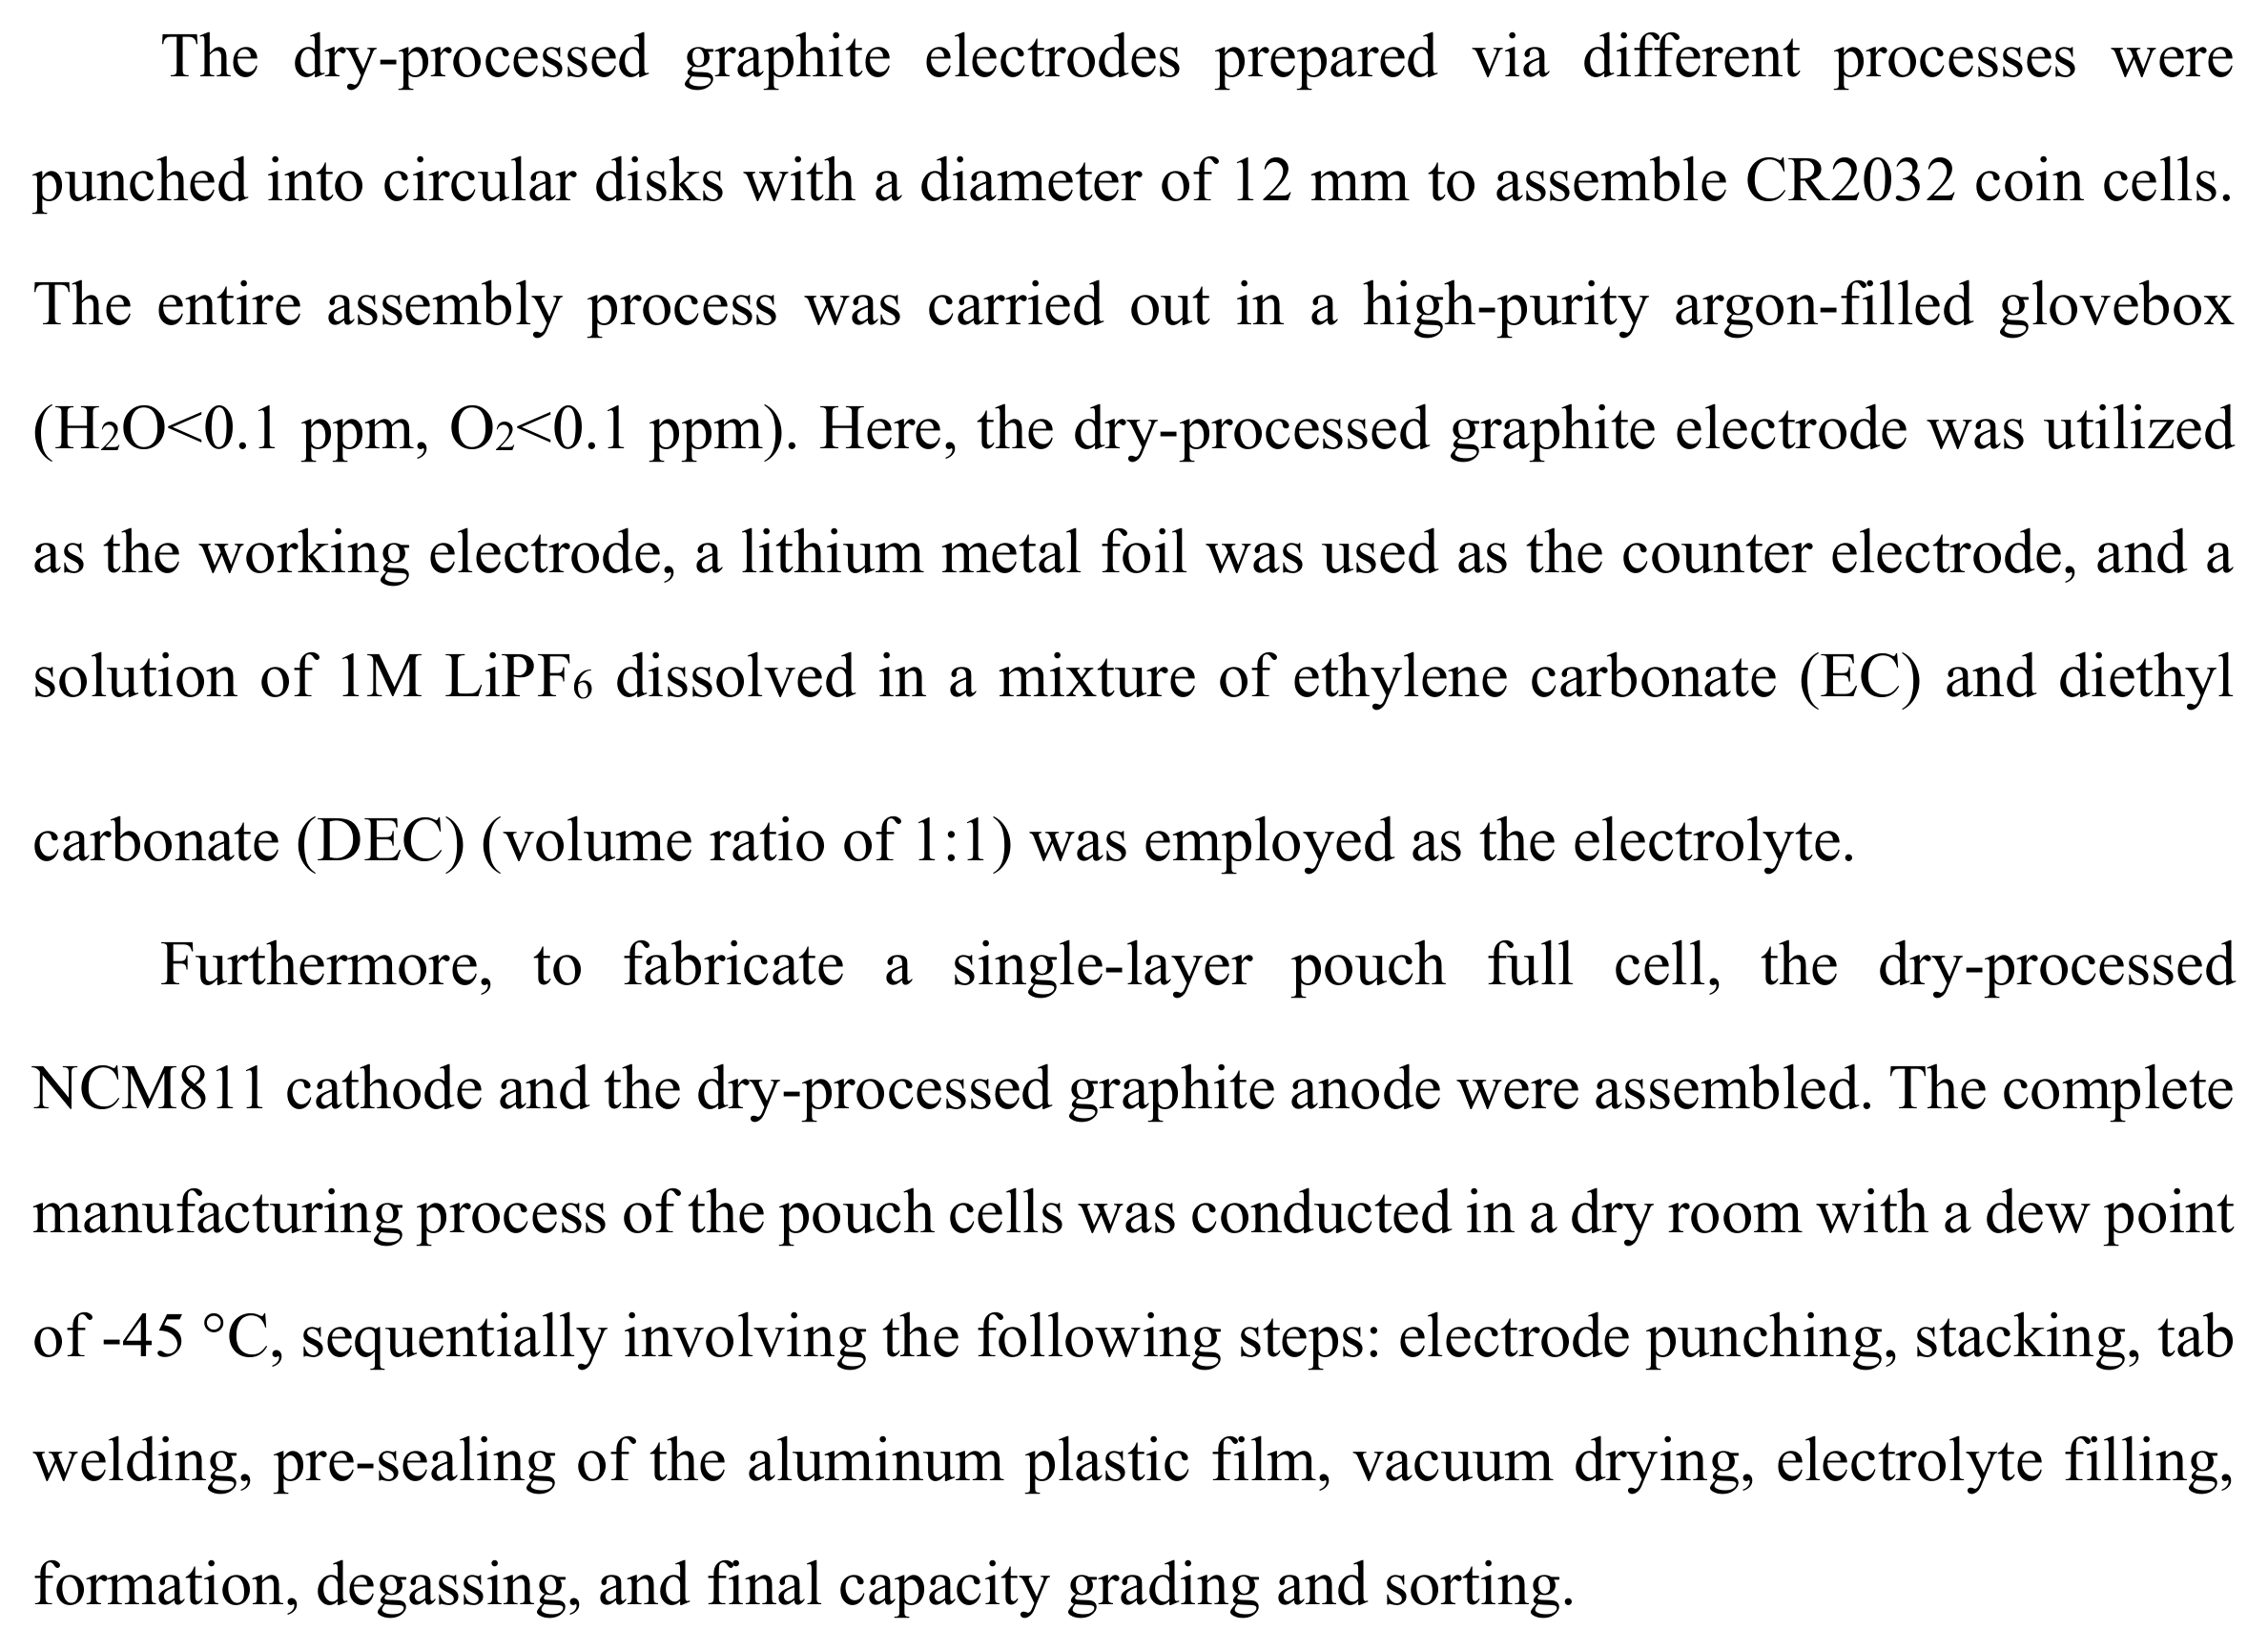 The dry-processed graphite electrodes prepared via different processes were
punched into circular disks with a diameter of 12 mm to assemble CR2032 coin cells.
The entire assembly process was carried out in a high-purity argon-filled glovebox
(H₂O<0.1 ppm, O₂<0.1 ppm). Here, the dry-processed graphite electrode was utilized
as the working electrode, a lithium metal foil was used as the counter electrode, and a
solution of 1M LiPF₆ dissolved in a mixture of ethylene carbonate (EC) and diethyl
carbonate (DEC) (volume ratio of 1:1) was employed as the electrolyte.
Furthermore, to fabricate a single-layer pouch full cell, the dry-processed
NCM811 cathode and the dry-processed graphite anode were assembled. The complete
manufacturing process of the pouch cells was conducted in a dry room with a dew point
of -45 °C, sequentially involving the following steps: electrode punching, stacking, tab
welding, pre-sealing of the aluminum plastic film, vacuum drying, electrolyte filling,
formation, degassing, and final capacity grading and sorting.